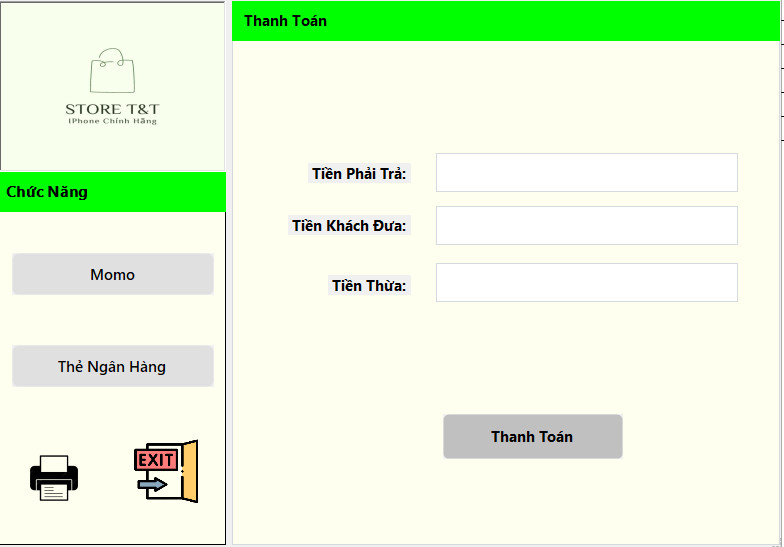 STORE T&T
IPhone Chính Hãng
Chức Năng
Momo
Thẻ Ngân Hàng
EXIT
Thanh Toán
Tiền Phải Trả:
Tiền Khách Đưa:
Tiền Thừa:
Thanh Toán